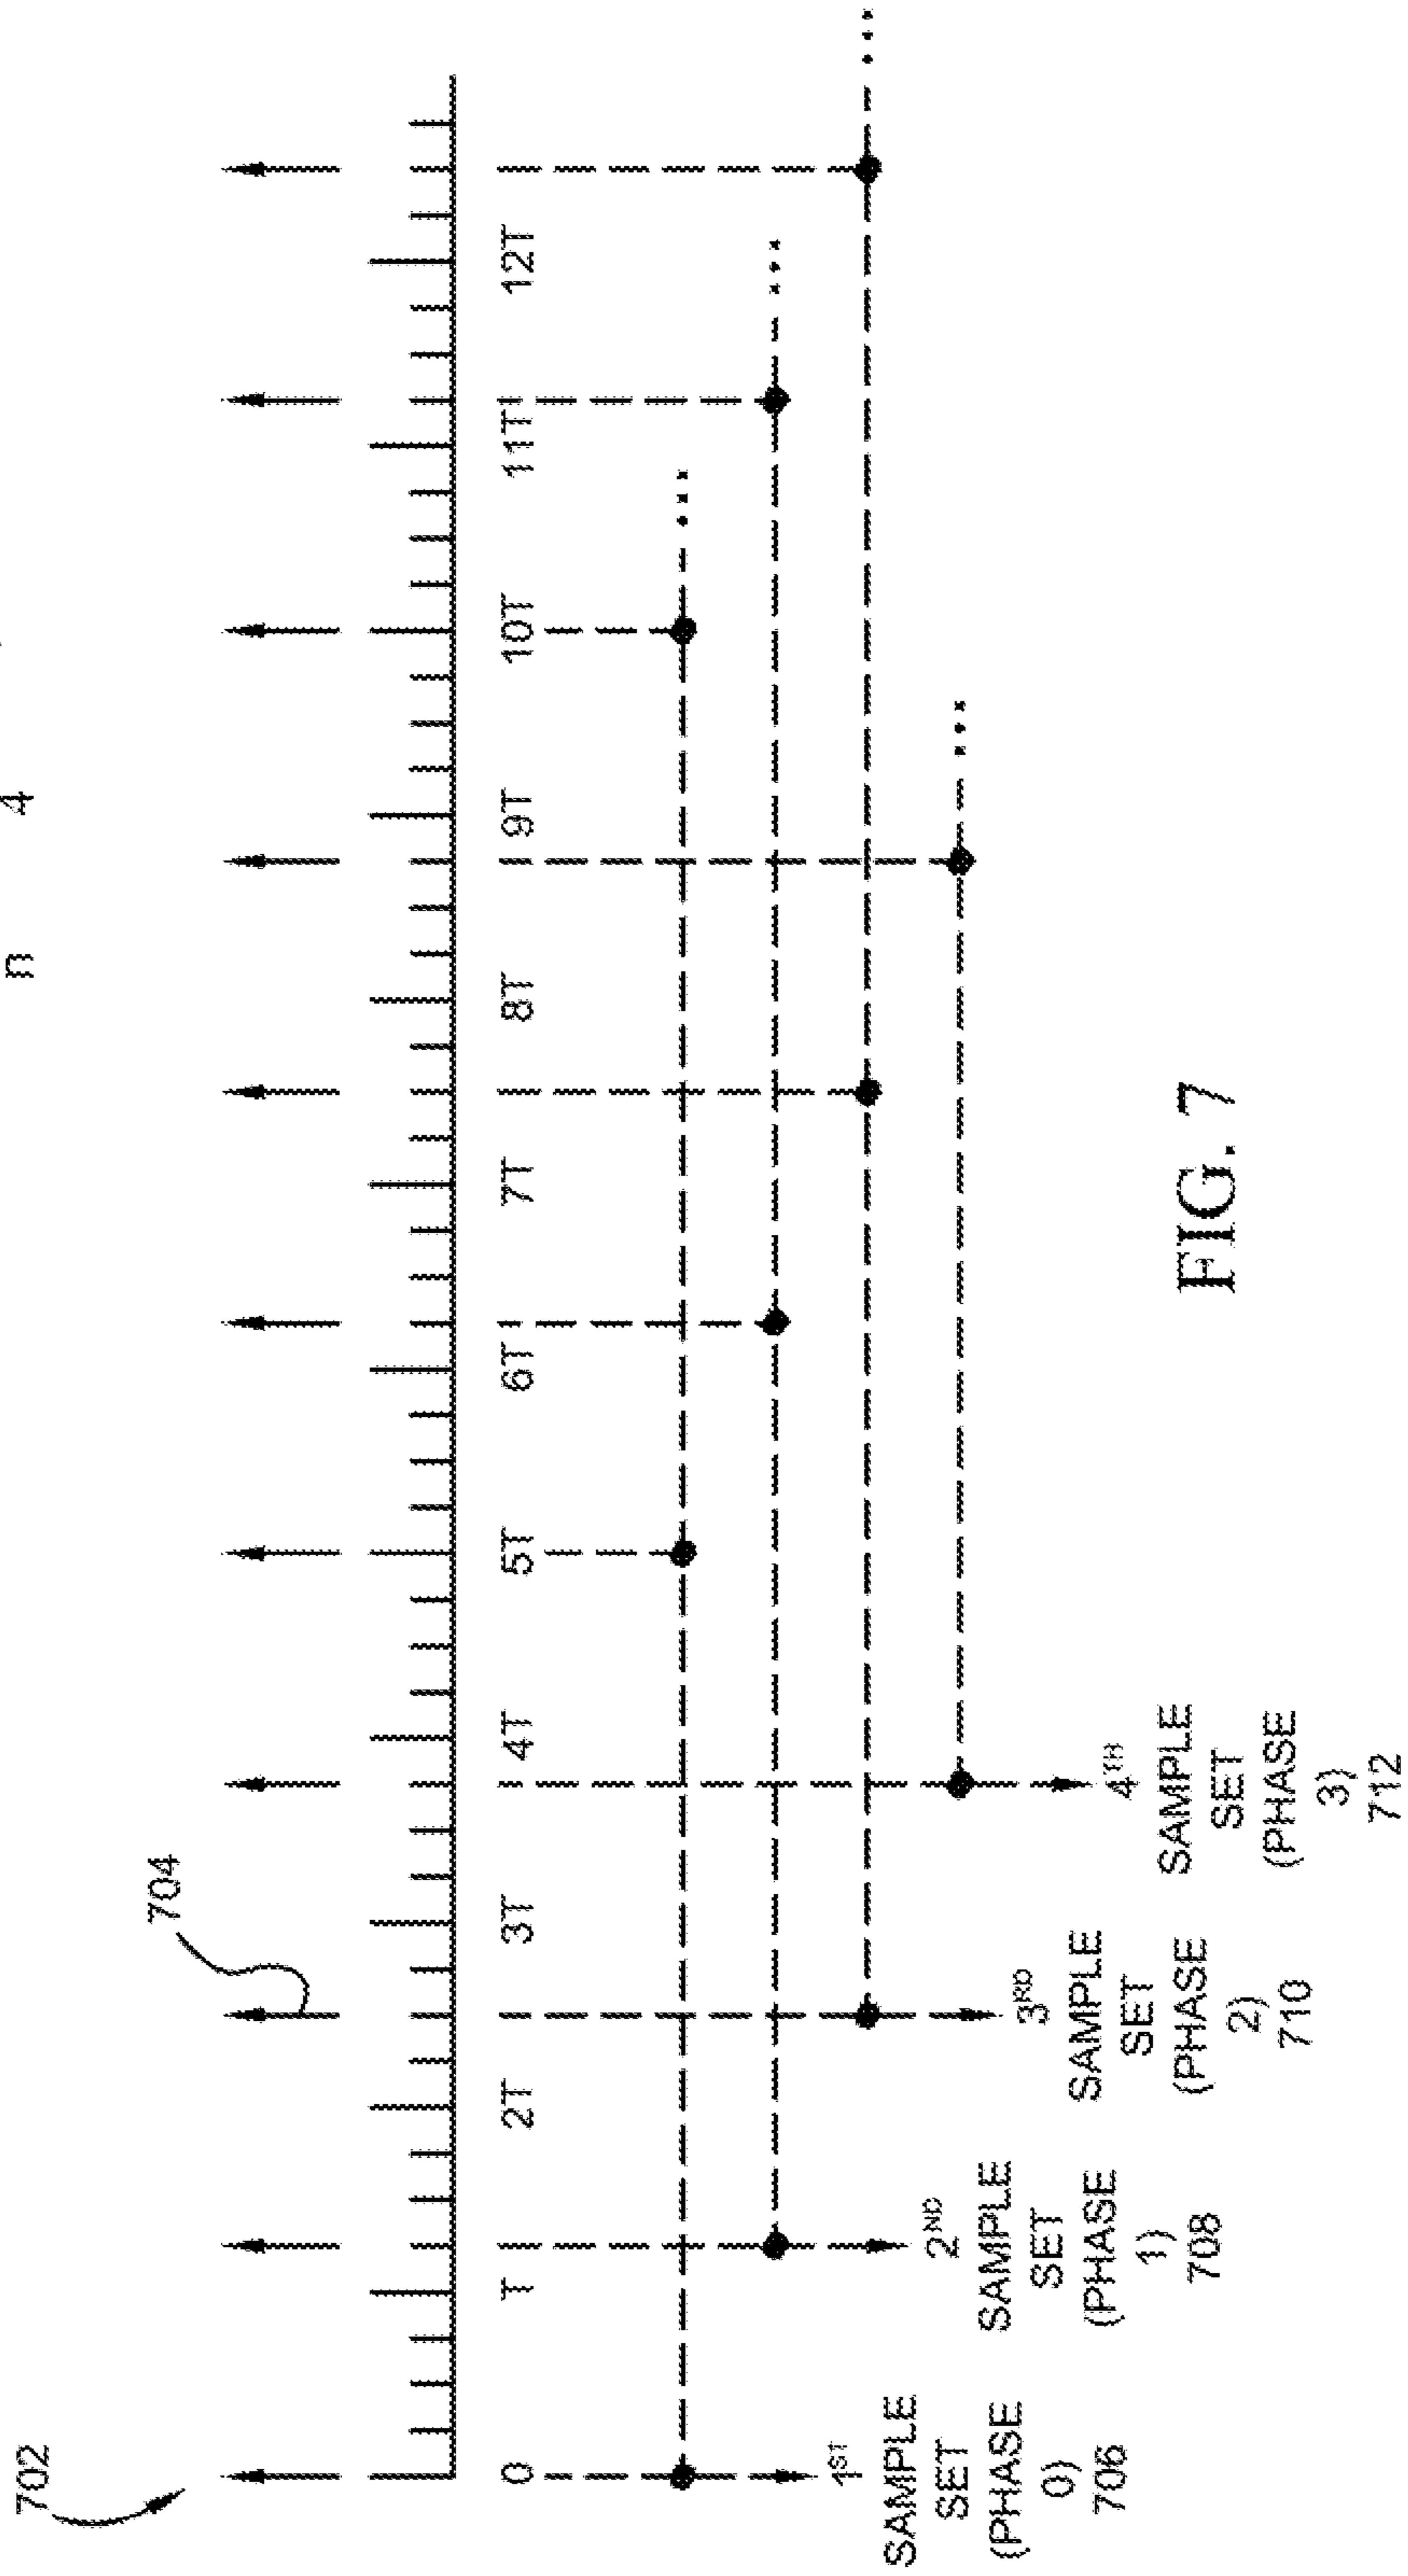 n 4
702
704
0 T 2T 3T 4T 5T 6T 7T 8T 9T 10T 11T 12T
1ST
SAMPLE
SET
(PHASE
0)
706
2ND
SAMPLE
SET
(PHASE
1)
708
3RD
SAMPLE
SET
(PHASE
2)
710
4TH
SAMPLE
SET
(PHASE
3)
712
FIG. 7